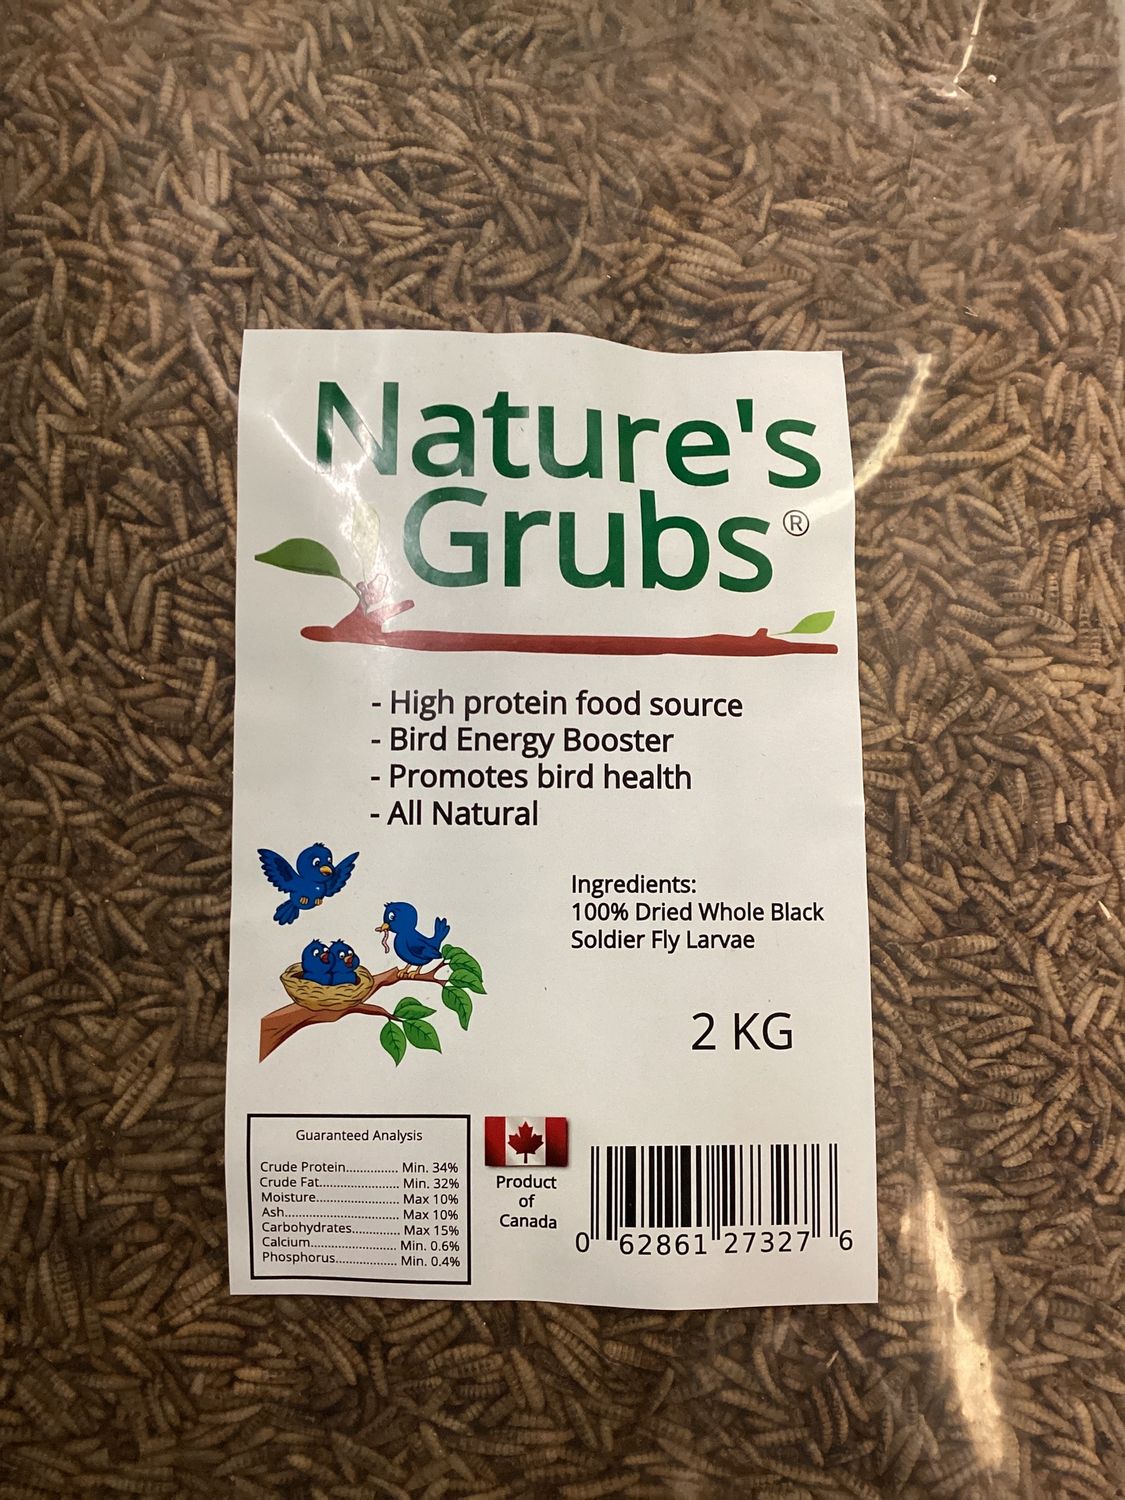 Nature's
Grubs®
- High protein food source
- Bird Energy Booster
- Promotes bird health
- All Natural
Ingredients:
100% Dried Whole Black
Soldier Fly Larvae
2 KG
Guaranteed Analysis
Crude Protein............... Min. 34%
Crude Fat....................... Min. 32%
Moisture........................ Max 10%
Ash................................. Max 10%
Carbohydrates.............. Max 15%
Calcium......................... Min. 0.6%
Phosphorus.................. Min. 0.4%
Product
of
Canada
0 62861 27327 6